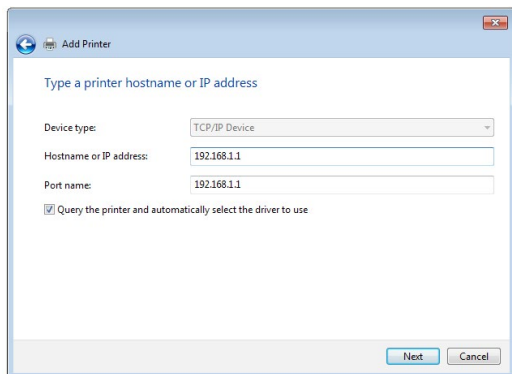 Add Printer
Type a printer hostname or IP address
Device type: TCP/IP Device
Hostname or IP address: 192.168.1.1
Port name: 192.168.1.1
Query the printer and automatically select the driver to use
Next Cancel